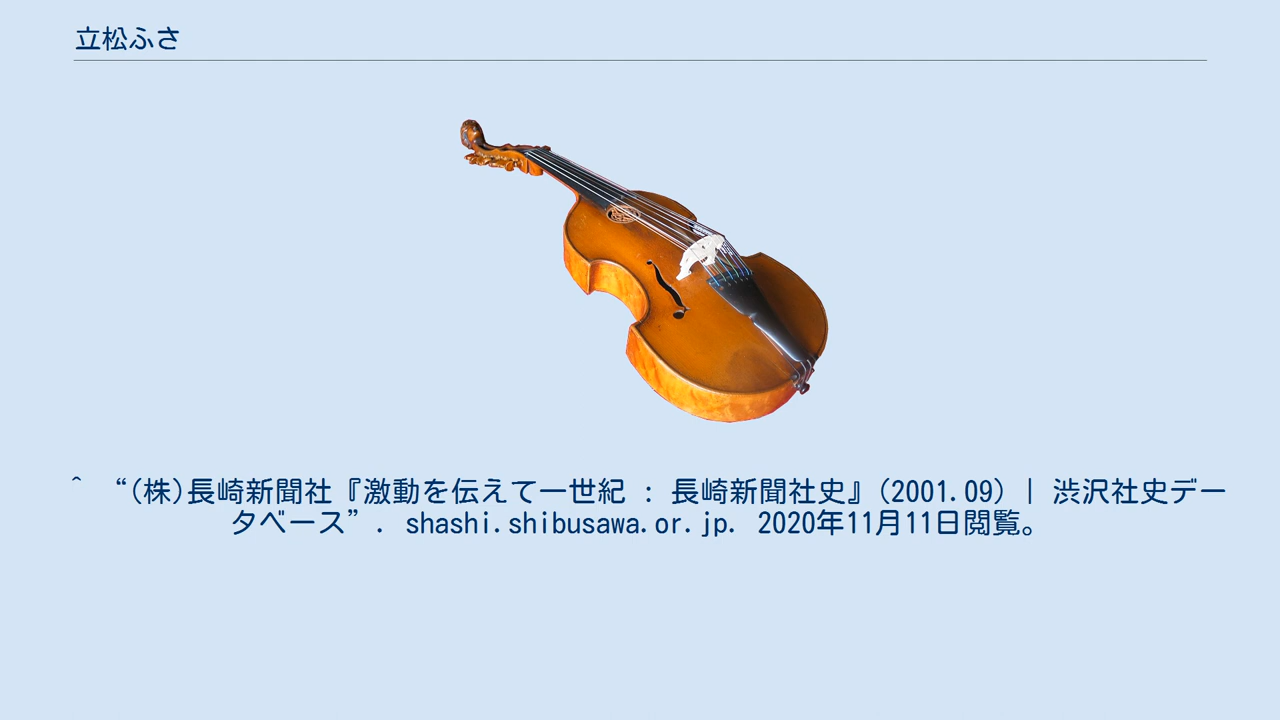 立松ふさ
^ “(株)長崎新聞社『激動を伝えて一世紀 : 長崎新聞社史』(2001.09) | 渋沢社史デー
タベース”. shashi.shibusawa.or.jp. 2020年11月11日閲覧。